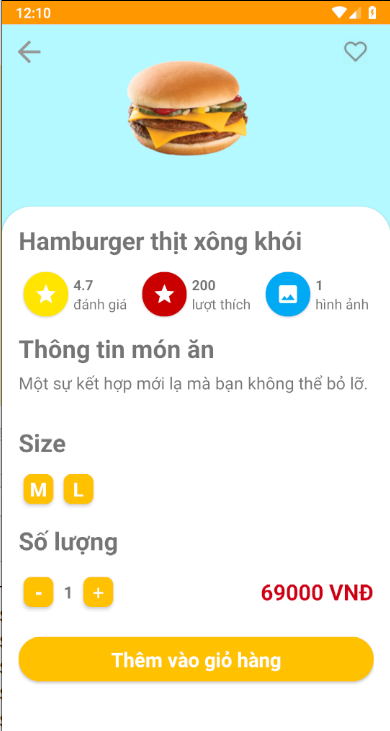 12:10
Hamburger thịt xông khói
4.7
đánh giá
200
lượt thích
1
hình ảnh
Thông tin món ăn
Một sự kết hợp mới lạ mà bạn không thể bỏ lỡ.
Size
M L
Số lượng
- 1 + 69000 VNĐ
Thêm vào giỏ hàng